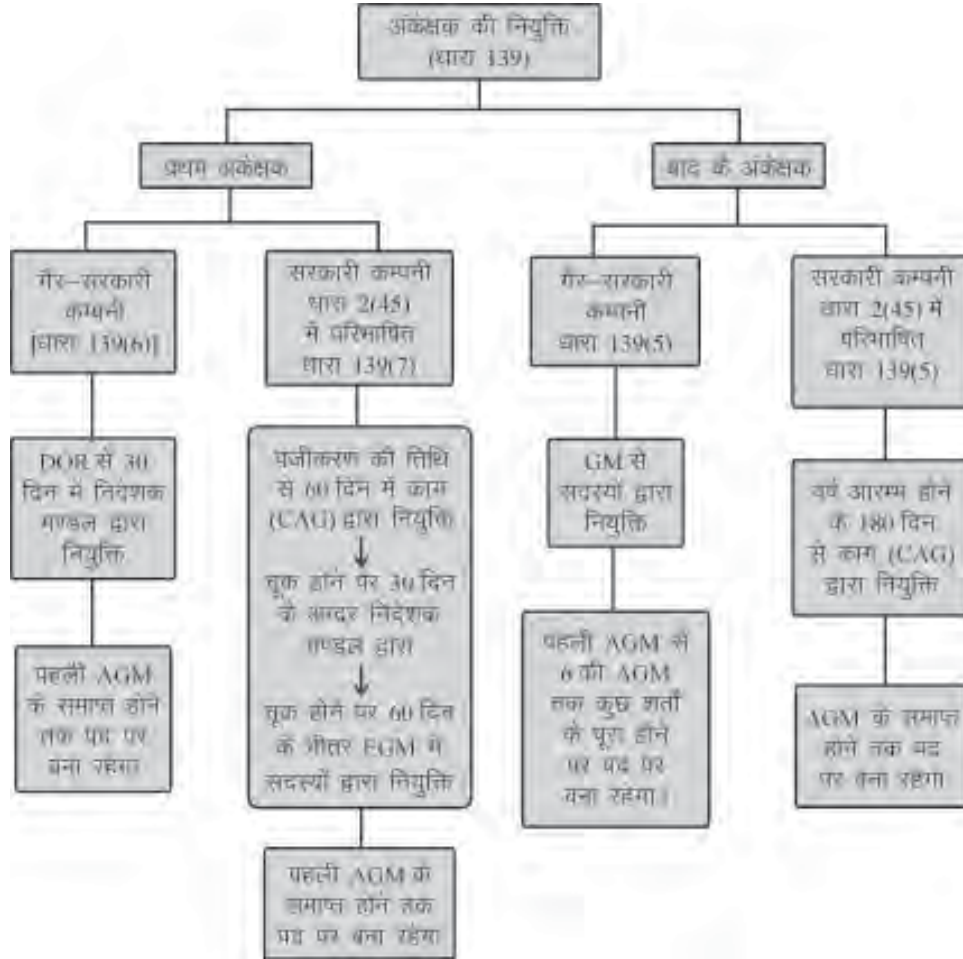 अंकेक्षक की नियुक्ति
(धारा 139)
प्रथम अंकेक्षक
बाद के अंकेक्षक
गैर-सरकारी
कम्पनी
[धारा 139(6)]
सरकारी कम्पनी
धारा 2(45)
में परिभाषित
धारा 139(7)
गैर-सरकारी
कम्पनी
धारा 139(5)
सरकारी कम्पनी
धारा 2(45) में
परिभाषित
धारा 139(5)
DOR से 30
दिन में निदेशक
मण्डल द्वारा
नियुक्ति
पंजीकरण की तिथि
से 60 दिन में काग
(CAG) द्वारा नियुक्ति
चूक होने पर 30 दिन
के अन्दर निदेशक
मण्डल द्वारा
चूक होने पर 60 दिन
के भीतर EGM में
सदस्यों द्वारा नियुक्ति
GM से
सदस्यों द्वारा
नियुक्ति
वर्ष आरम्भ होने
के 180 दिन
से काग (CAG)
द्वारा नियुक्ति
पहली AGM
के समाप्त होने
तक पद पर
बना रहेगा
पहली AGM से
6 की AGM
तक कुछ शर्तों
के पूरा होने
पर पद पर
बना रहेगा।
AGM के समाप्त
होने तक पद
पर बना रहेगा
पहली AGM के
समाप्त होने तक
पद पर बना रहेगा